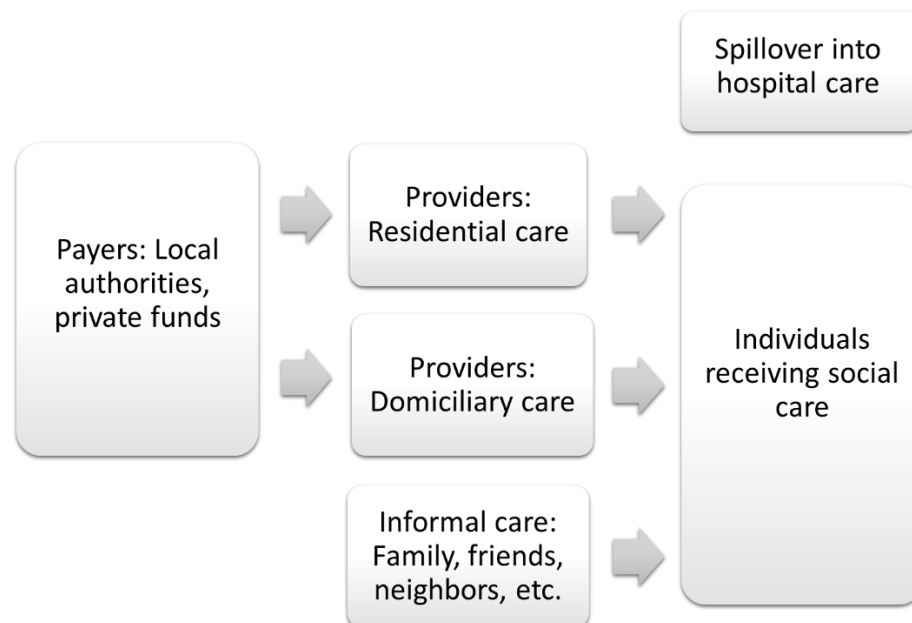 Spillover into
hospital care
Payers: Local
authorities,
private funds
Providers:
Residential care
Providers:
Domiciliary care
Informal care:
Family, friends,
neighbors, etc.
Individuals
receiving social
care